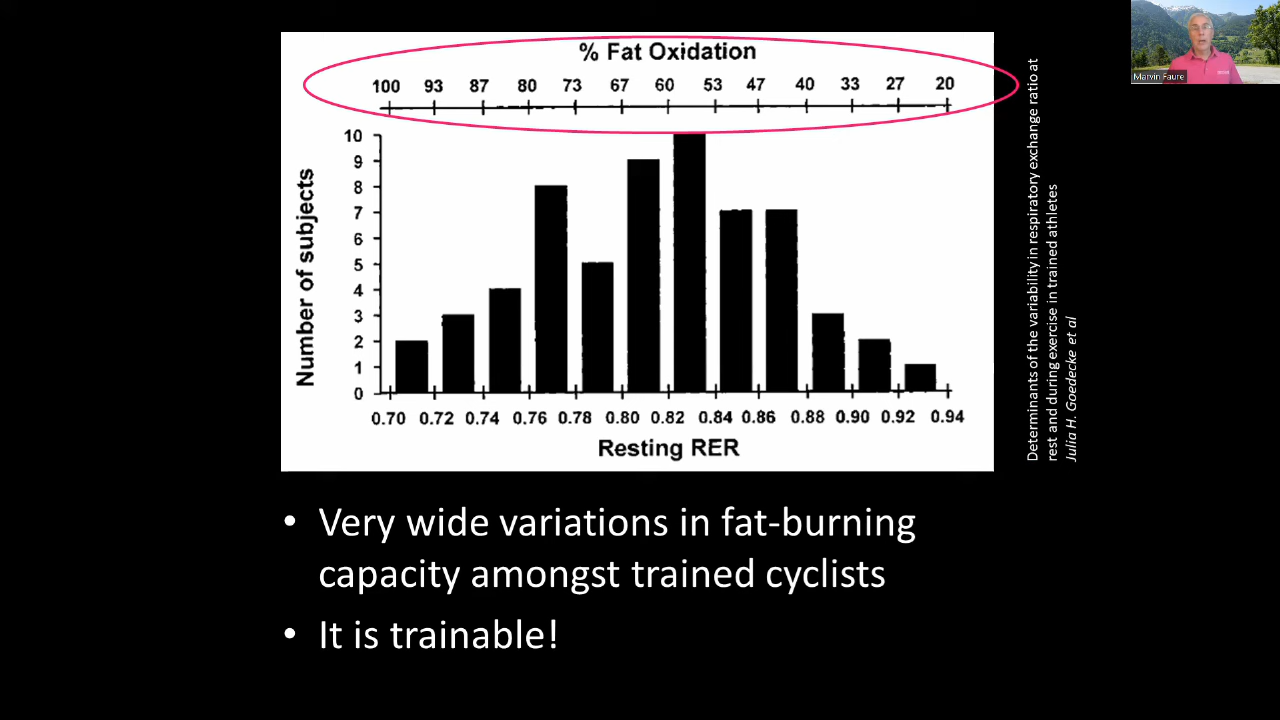 % Fat Oxidation
100 93 87 80 73 67 60 53 47 40 33 27 20
Number of subjects
10
9
8
7
6
5
4
3
2
1
0
0.70 0.72 0.74 0.76 0.78 0.80 0.82 0.84 0.86 0.88 0.90 0.92 0.94
Resting RER
Determinants of the variability in respiratory exchange ratio at
rest and during exercise in trained athletes
Julia H. Goedecke et al
Marvin Faure
• Very wide variations in fat-burning
capacity amongst trained cyclists
• It is trainable!